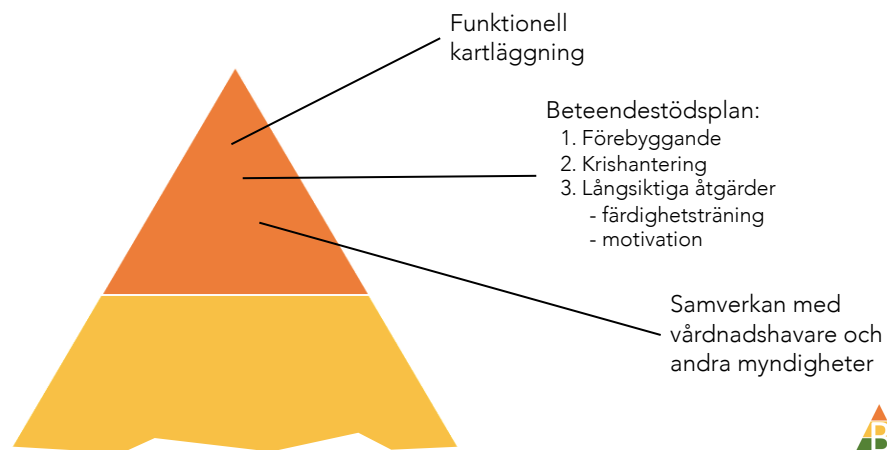 Funktionell
kartläggning
Beteendestödsplan:
1. Förebyggande
2. Krishantering
3. Långsiktiga åtgärder
- färdighetsträning
- motivation
Samverkan med
vårdnadshavare och
andra myndigheter
B